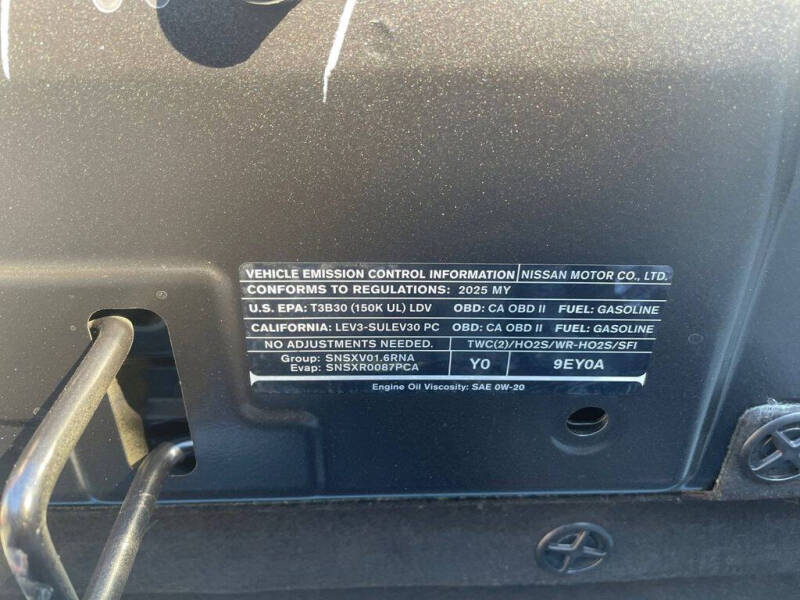 VEHICLE EMISSION CONTROL INFORMATION NISSAN MOTOR CO., LTD.
CONFORMS TO REGULATIONS: 2025 MY
U.S. EPA: T3B30 (150K UL) LDV OBD: CA OBD II FUEL: GASOLINE
CALIFORNIA: LEV3-SULEV30 PC OBD: CA OBD II FUEL: GASOLINE
NO ADJUSTMENTS NEEDED. TWC(2)/HO2S/WR-HO2S/SFI
Group: SNSXV01.6RNA
Evap: SNSXR0087PCA
Y0 9EY0A
Engine Oil Viscosity: SAE 0W-20